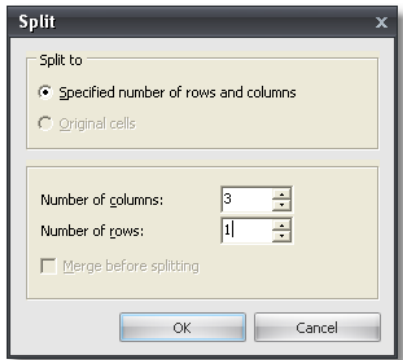 Split
Split to
Specified number of rows and columns
Original cells
Number of columns: 3
Number of rows: 1
Merge before splitting
OK Cancel